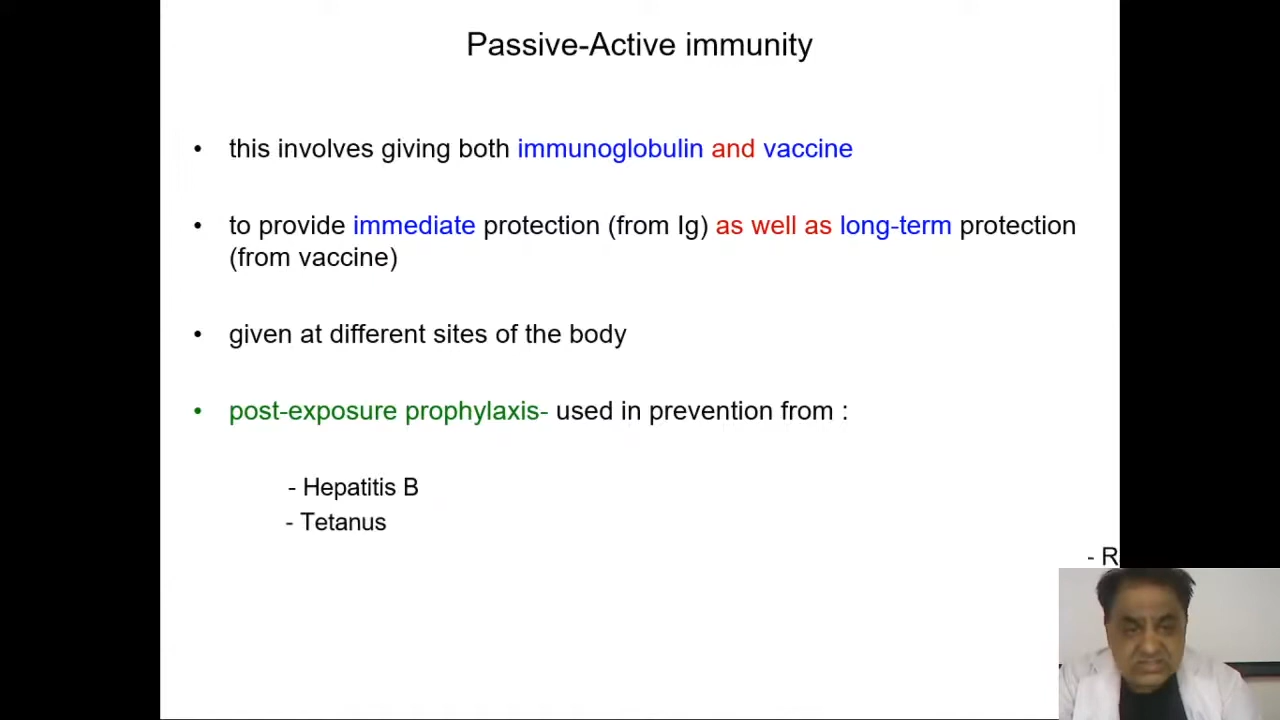 Passive-Active immunity
• this involves giving both immunoglobulin and vaccine
• to provide immediate protection (from Ig) as well as long-term protection
(from vaccine)
• given at different sites of the body
• post-exposure prophylaxis- used in prevention from :
- Hepatitis B
- Tetanus
- R